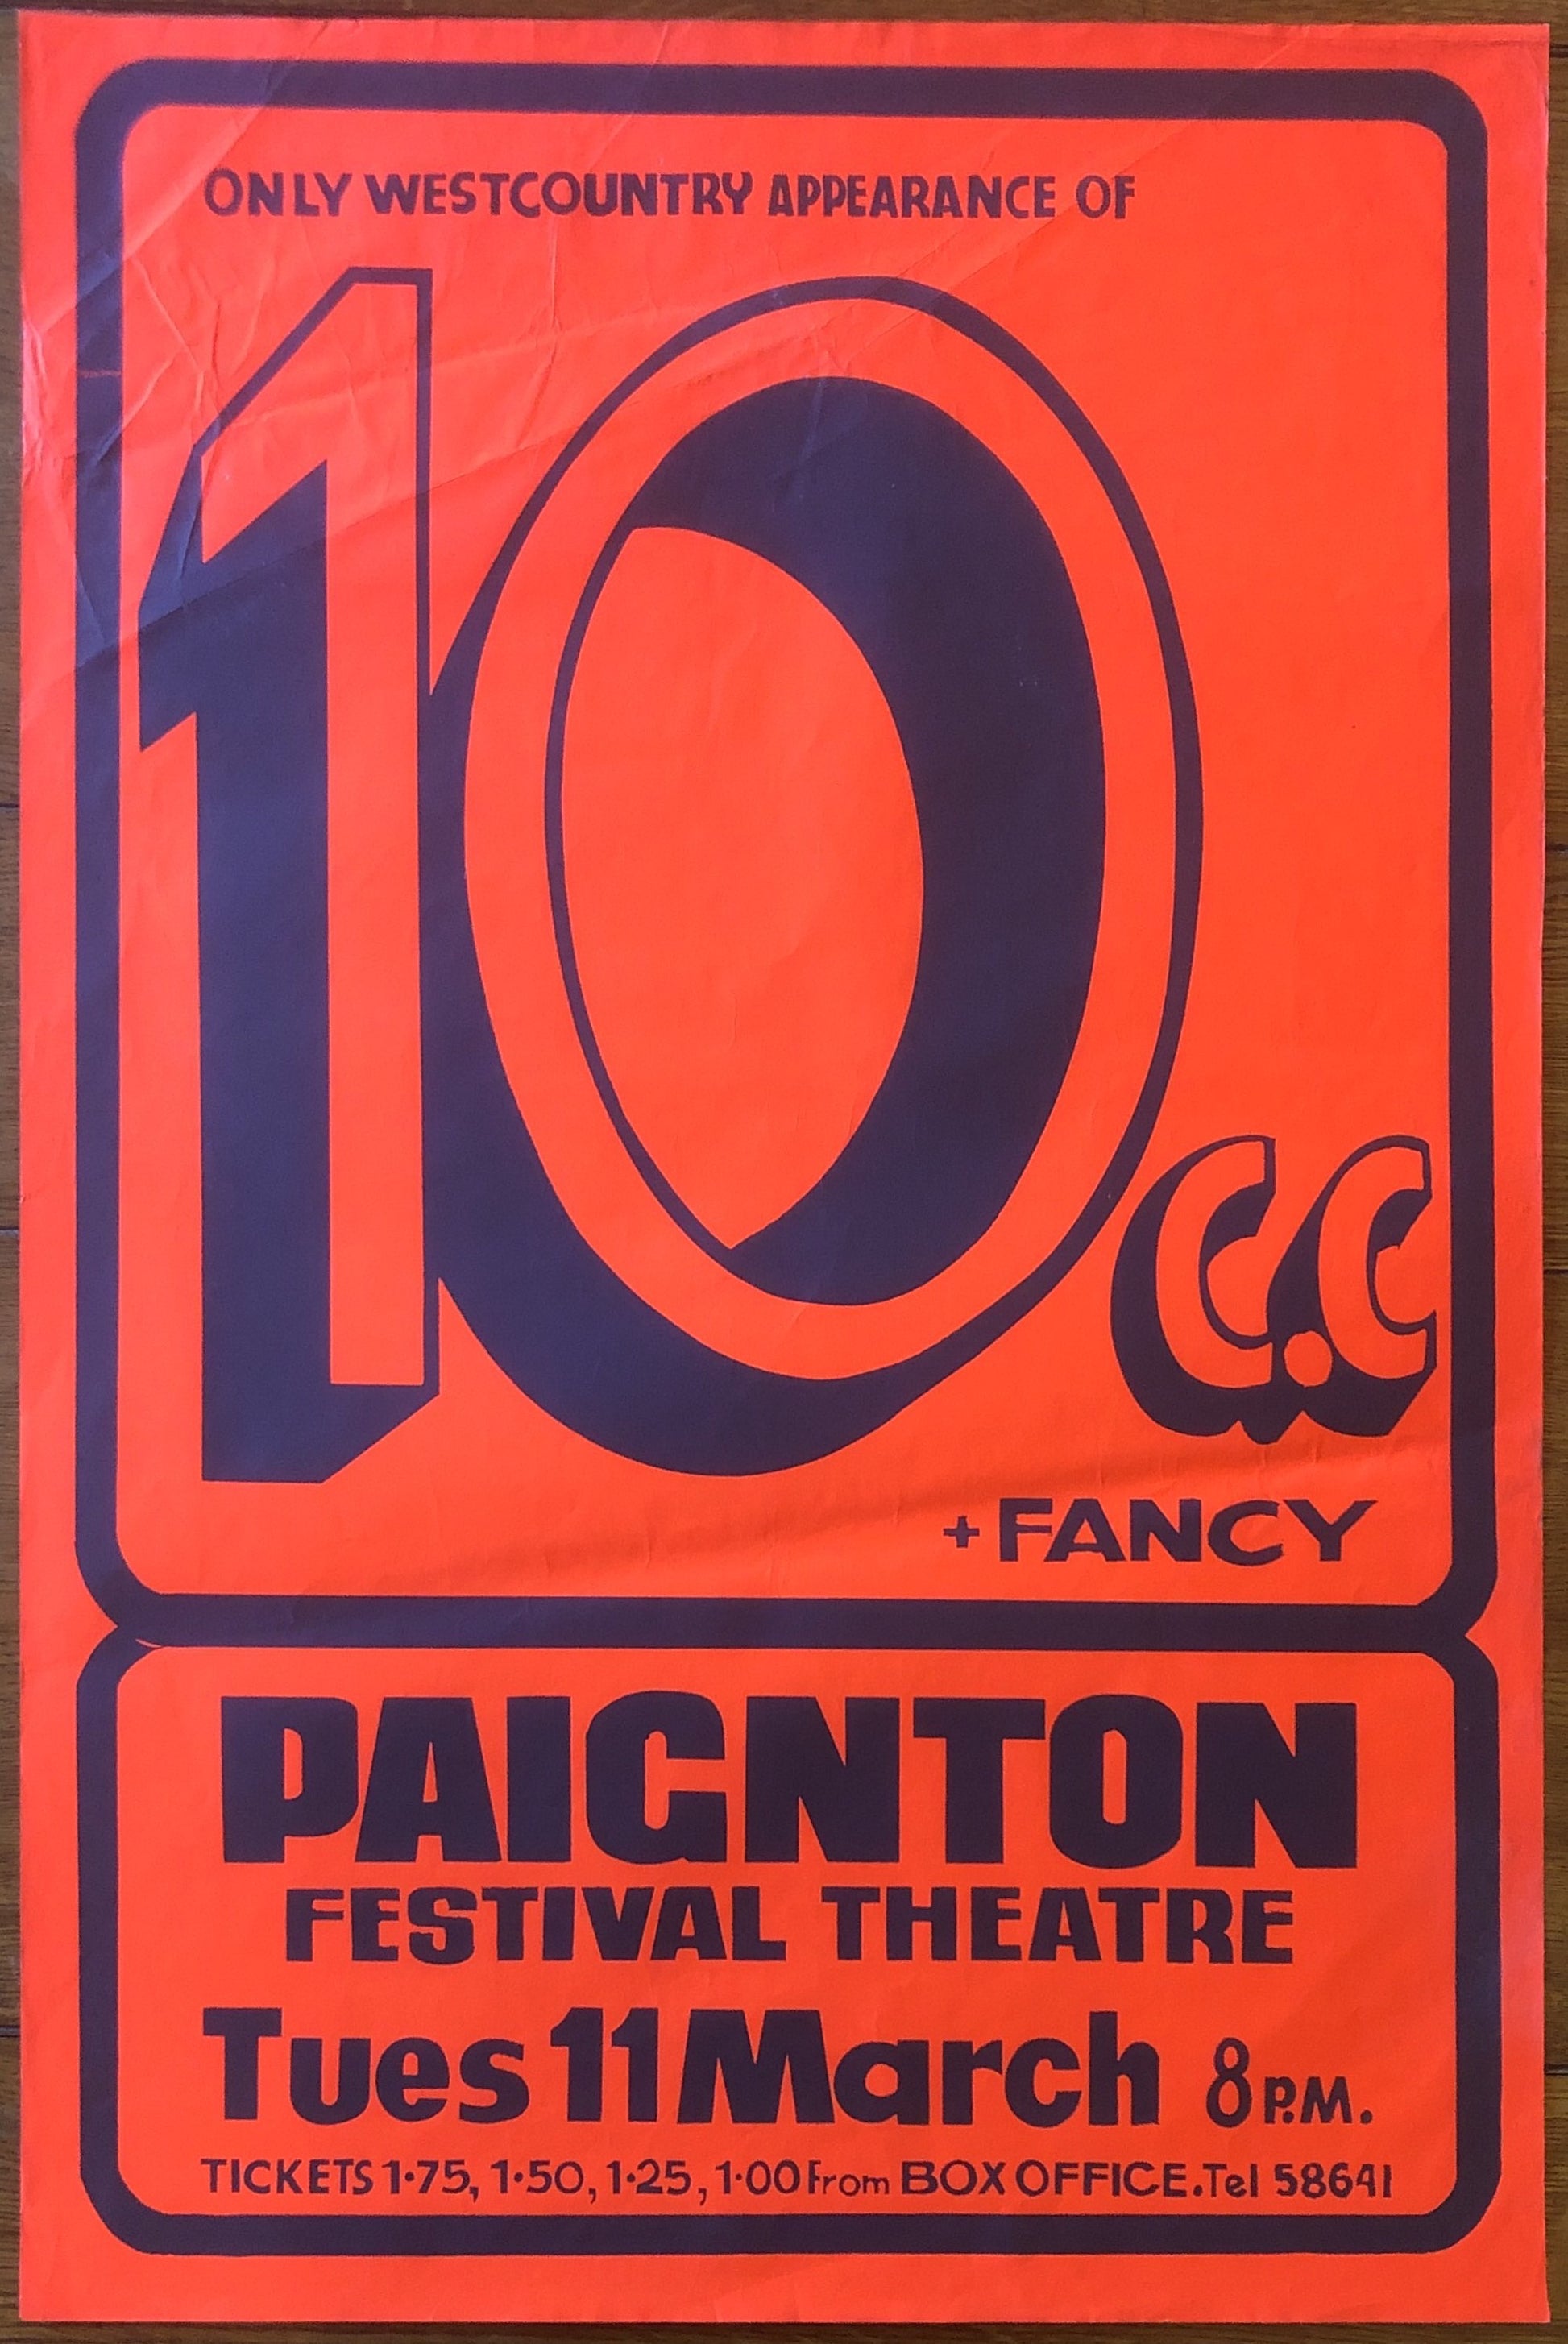 ONLY WESTCOUNTRY APPEARANCE OF
10 c.c
+ FANCY
PAIGNTON
FESTIVAL THEATRE
Tues 11 March 8 P.M.
TICKETS 1·75, 1·50, 1·25, 1·00 From BOX OFFICE. Tel 58641